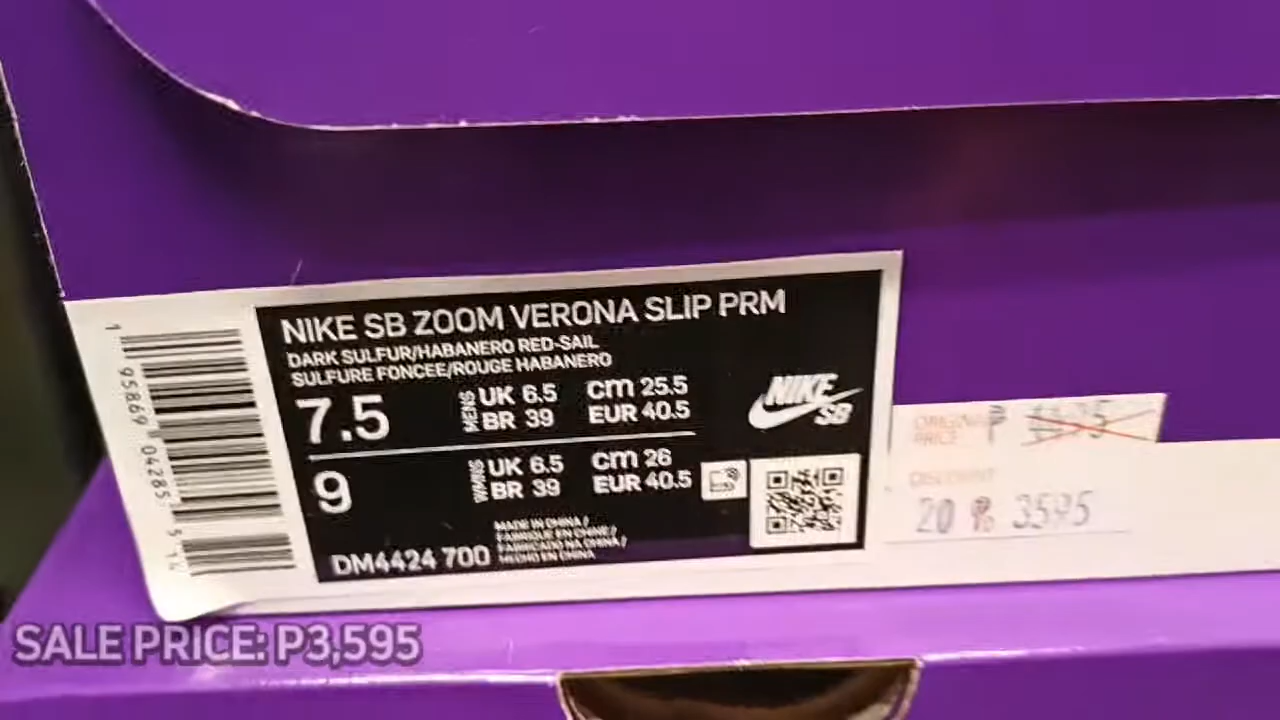 NIKE SB ZOOM VERONA SLIP PRM
DARK SULFUR/HABANERO RED-SAIL
SULFURE FONCEE/ROUGE HABANERO
7.5
MENS
UK 6.5
CM 25.5
BR 39
EUR 40.5
9
WMNS
UK 6.5
CM 26
BR 39
EUR 40.5
NIKE
SB
DM4424 700
MADE IN CHINA /
FABRIQUE EN CHINE /
FABRICADO NA CHINA /
HECHO EN CHINA
ORIGINAL
PRICE
P
DISCOUNT
20 % 3595
SALE PRICE: P3,595